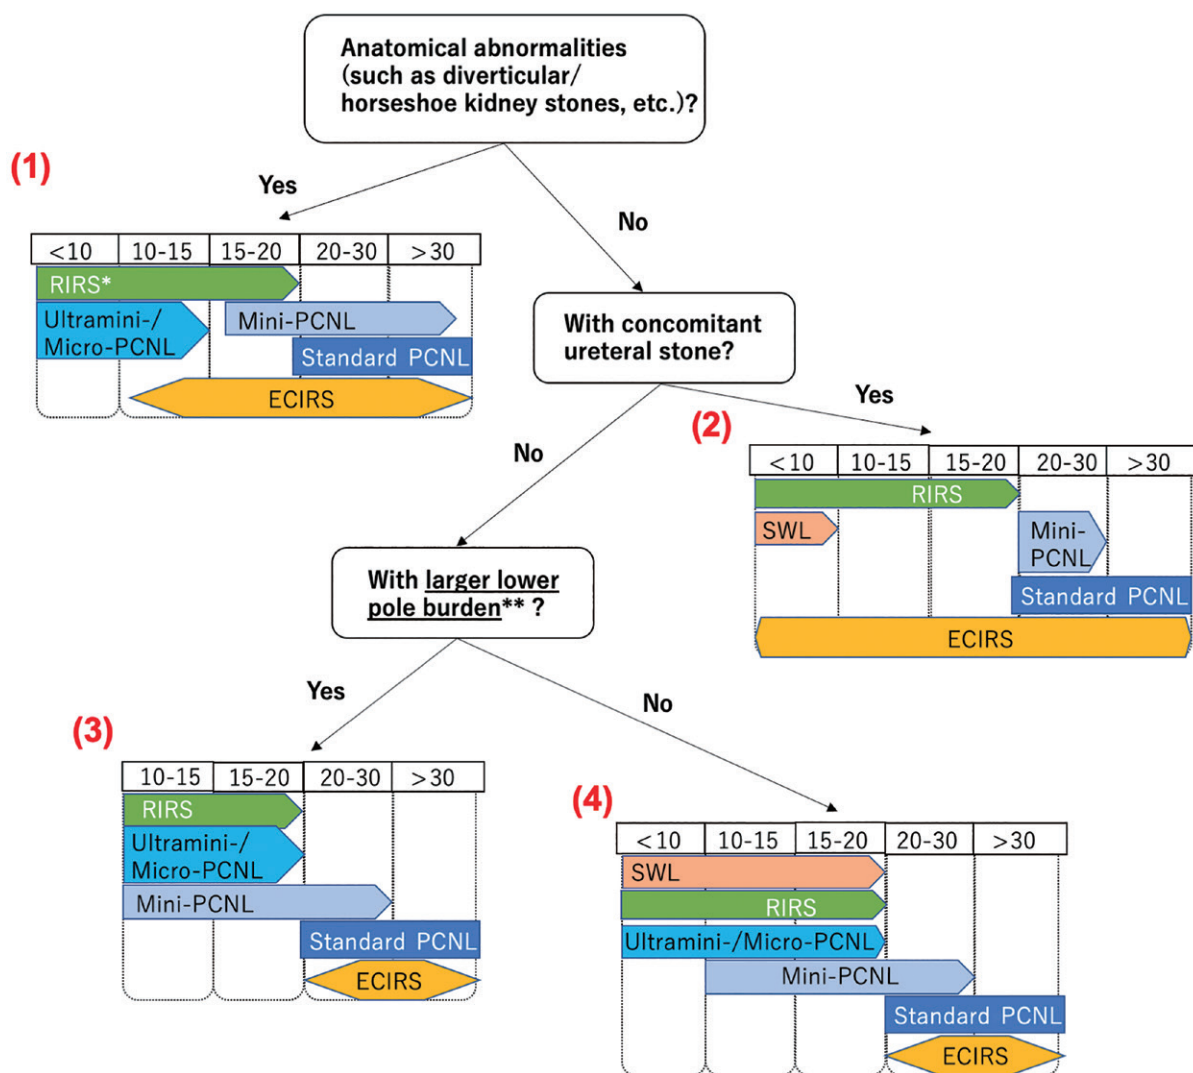 Anatomical abnormalities
(such as diverticular/
horseshoe kidney stones, etc.)?
(1)
Yes
No
<10 10-15 15-20 20-30 >30
RIRS*
Ultramini-/
Micro-PCNL
Mini-PCNL
Standard PCNL
ECIRS
With concomitant
ureteral stone?
Yes
No
(2)
<10 10-15 15-20 20-30 >30
RIRS
SWL
Mini-
PCNL
Standard PCNL
ECIRS
With larger lower
pole burden** ?
Yes
No
(3)
10-15 15-20 20-30 >30
RIRS
Ultramini-/
Micro-PCNL
Mini-PCNL
Standard PCNL
ECIRS
(4)
<10 10-15 15-20 20-30 >30
SWL
RIRS
Ultramini-/Micro-PCNL
Mini-PCNL
Standard PCNL
ECIRS